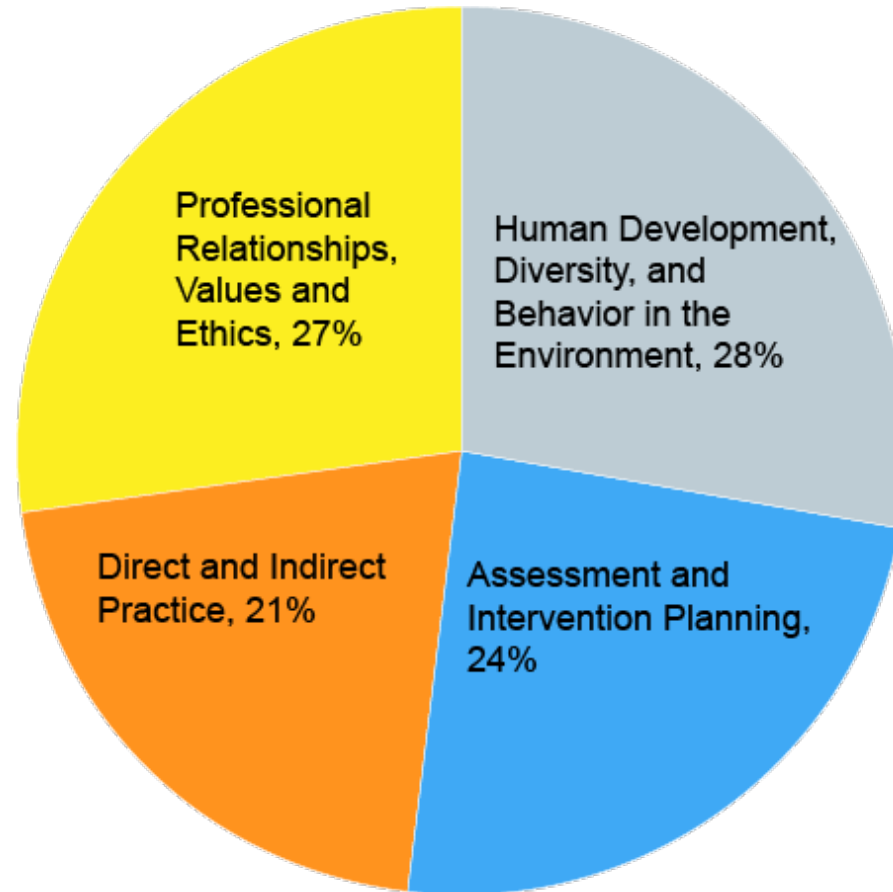 Professional
Relationships,
Values and
Ethics, 27%
Human Development,
Diversity, and
Behavior in the
Environment, 28%
Direct and Indirect
Practice, 21%
Assessment and
Intervention Planning,
24%